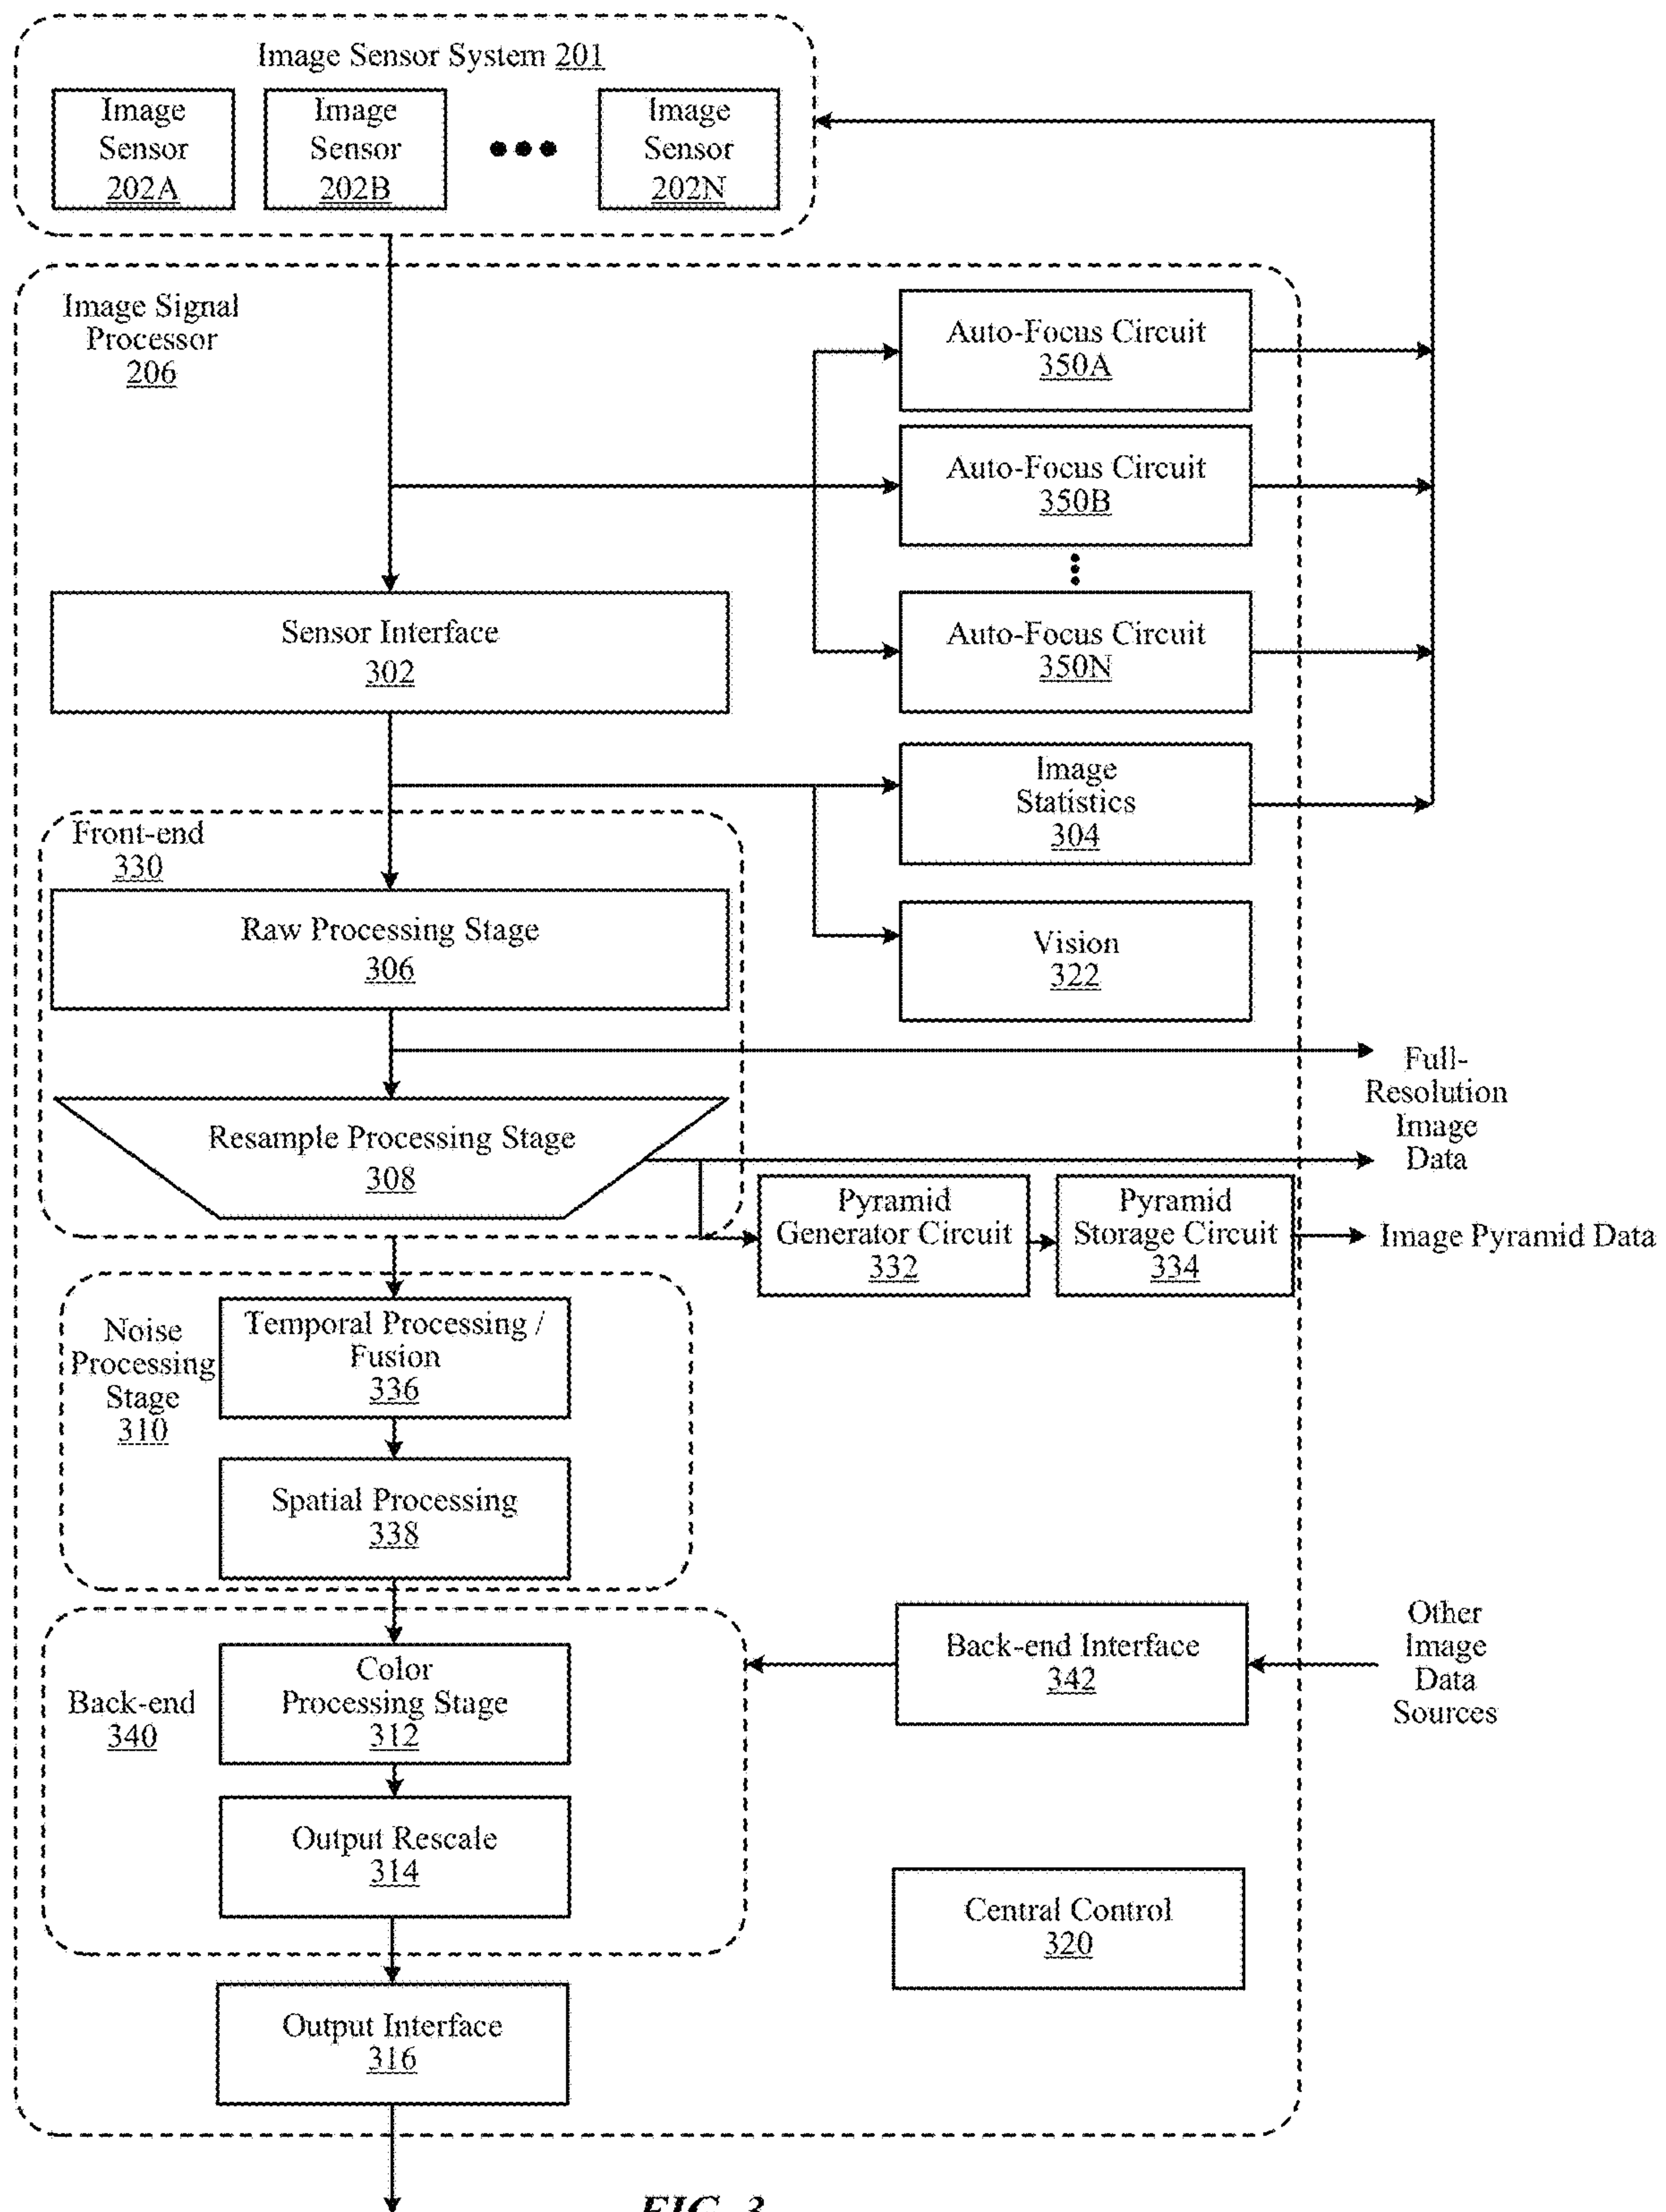 Image Sensor System 201
Image
Sensor
202A
Image
Sensor
202B
Image
Sensor
202N
Image Signal
Processor
206
Auto-Focus Circuit
350A
Auto-Focus Circuit
350B
Auto-Focus Circuit
350N
Sensor Interface
302
Image
Statistics
304
Front-end
330
Raw Processing Stage
306
Vision
322
Full-
Resolution
Image
Data
Resample Processing Stage
308
Pyramid
Generator Circuit
332
Pyramid
Storage Circuit
334
Image Pyramid Data
Noise
Processing
Stage
310
Temporal Processing /
Fusion
336
Spatial Processing
338
Back-end
340
Color
Processing Stage
312
Back-end Interface
342
Other
Image
Data
Sources
Output Rescale
314
Central Control
320
Output Interface
316
FIG. 3